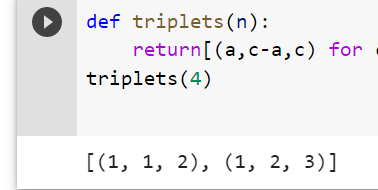 def triplets(n):
return[(a,c-a,c) for
triplets(4)
[(1, 1, 2), (1, 2, 3)]